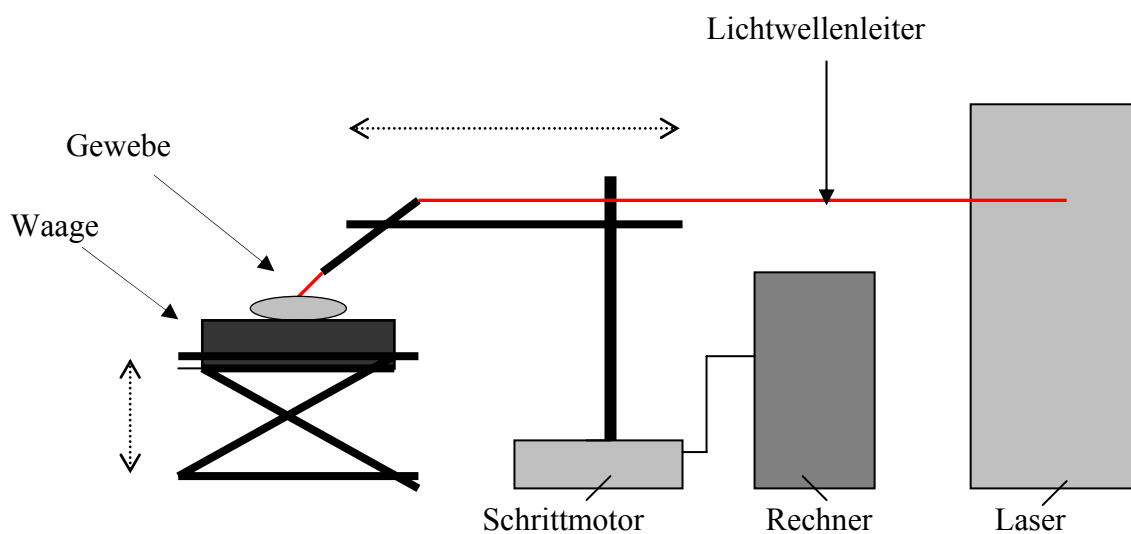 Lichtwellenleiter
Gewebe
Waage
Schrittmotor
Rechner
Laser